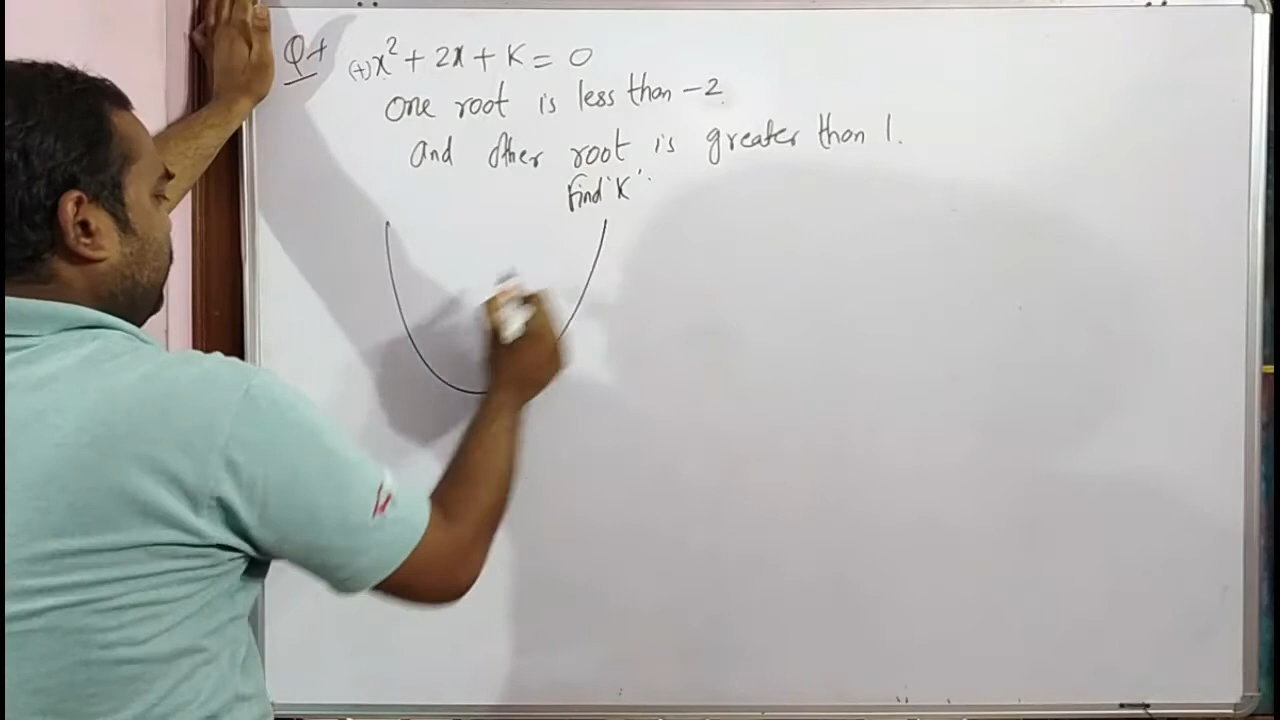 Q+ (+)x² + 2x + K = 0
One root is less than -2
and other root is greater than 1.
Find 'K'.